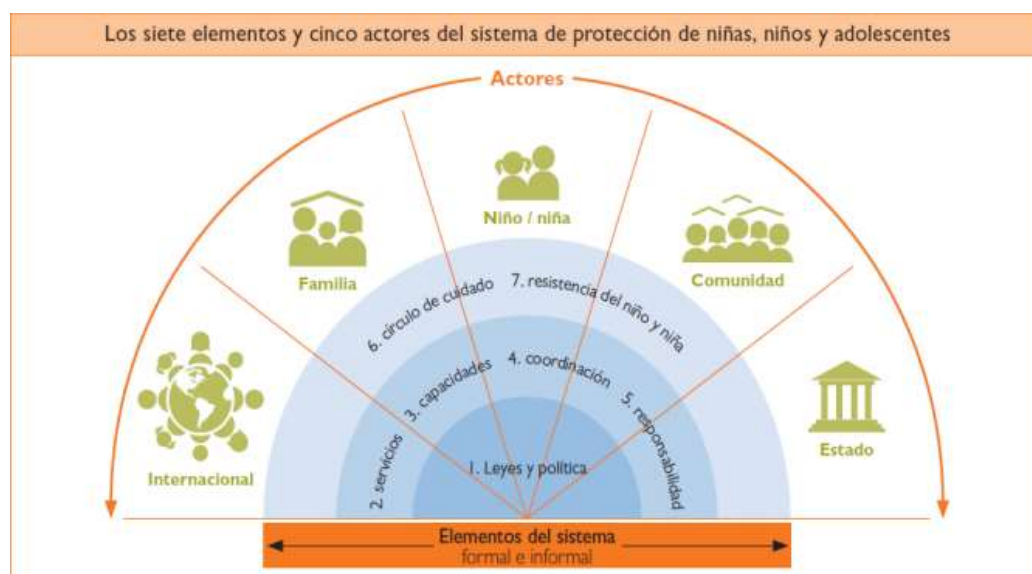 Los siete elementos y cinco actores del sistema de protección de niñas, niños y adolescentes
Actores
Niño / niña
Familia
Comunidad
Internacional
Estado
6. círculo de cuidado
7. resistencia del niño y niña
3. capacidades
4. coordinación
2. servicios
5. responsabilidad
1. Leyes y política
Elementos del sistema
formal e informal